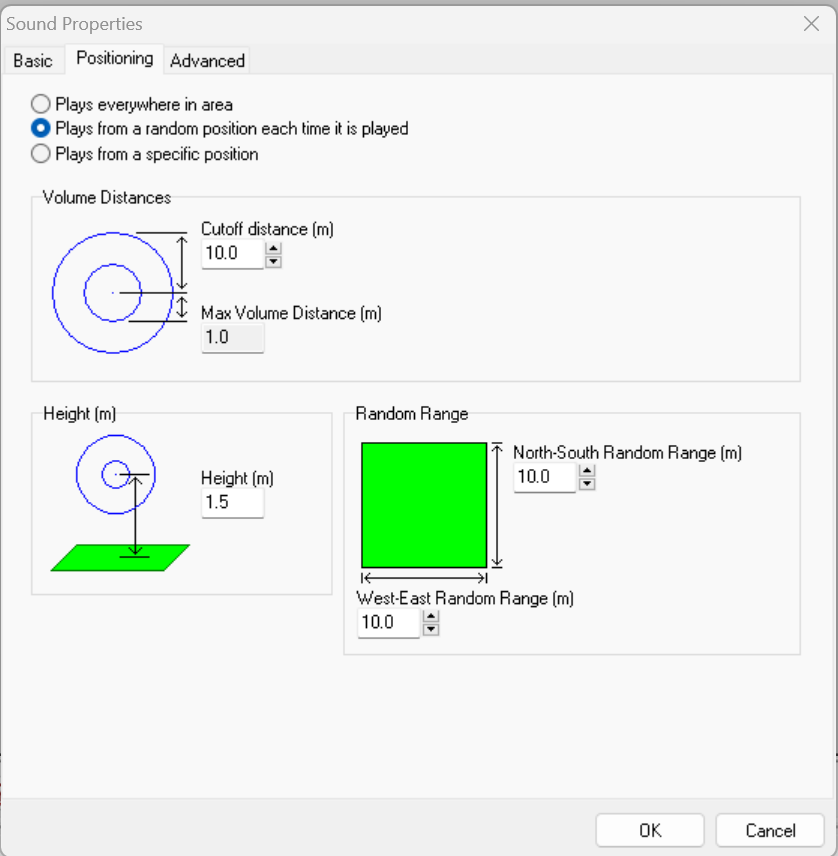 Sound Properties
Basic Positioning Advanced
Plays everywhere in area
Plays from a random position each time it is played
Plays from a specific position
Volume Distances
Cutoff distance (m)
10.0
Max Volume Distance (m)
1.0
Height (m)
Height (m)
1.5
Random Range
North-South Random Range (m)
10.0
West-East Random Range (m)
10.0
OK Cancel